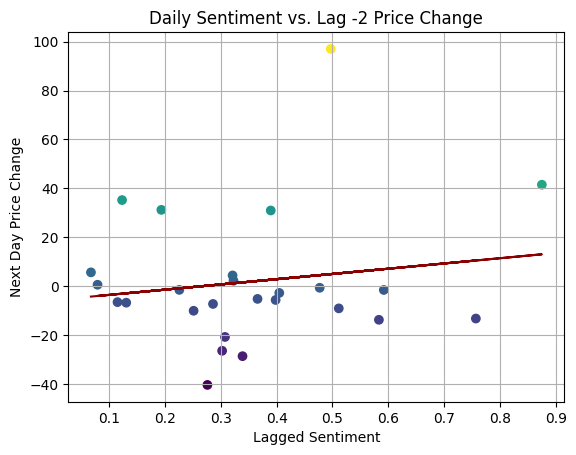 Daily Sentiment vs. Lag -2 Price Change
Next Day Price Change
100
80
60
40
20
0
−20
−40
0.1 0.2 0.3 0.4 0.5 0.6 0.7 0.8 0.9
Lagged Sentiment